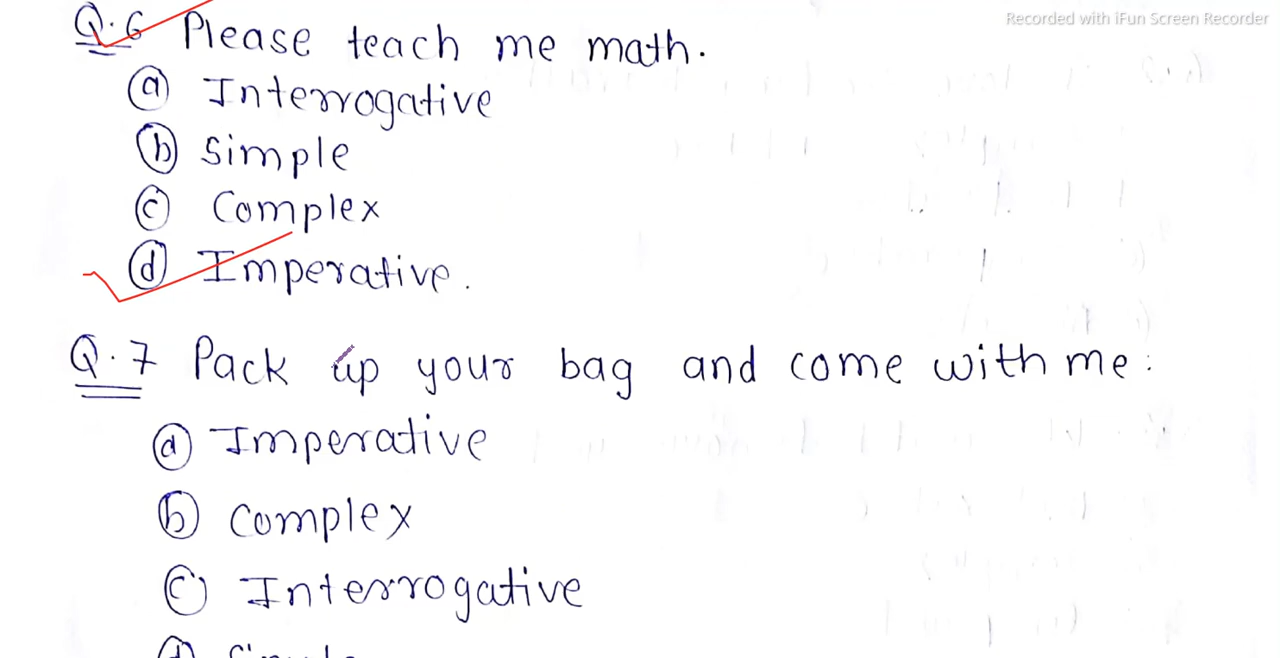 Recorded with iFun Screen Recorder
Q.6 Please teach me math.
(a) Interrogative
(b) Simple
(c) Complex
(d) Imperative.
Q.7 Pack up your bag and come with me:
(a) Imperative
(b) Complex
(c) Interrogative
(d)